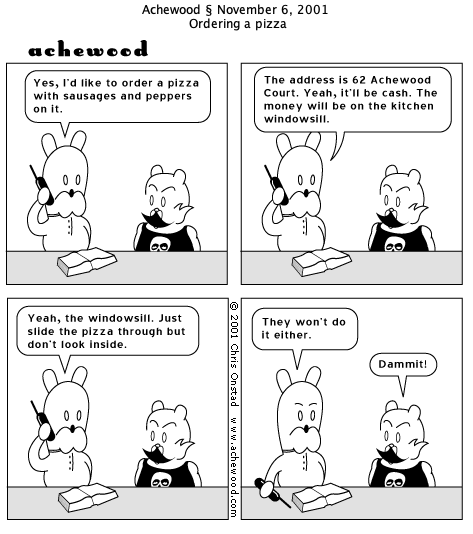 Achewood § November 6, 2001
Ordering a pizza
achewood
Yes, I'd like to order a pizza
with sausages and peppers
on it.
The address is 62 Achewood
Court. Yeah, it'll be cash. The
money will be on the kitchen
windowsill.
Yeah, the windowsill. Just
slide the pizza through but
don't look inside.
© 2001 Chris Onstad www.achewood.com
They won't do
it either.
Dammit!